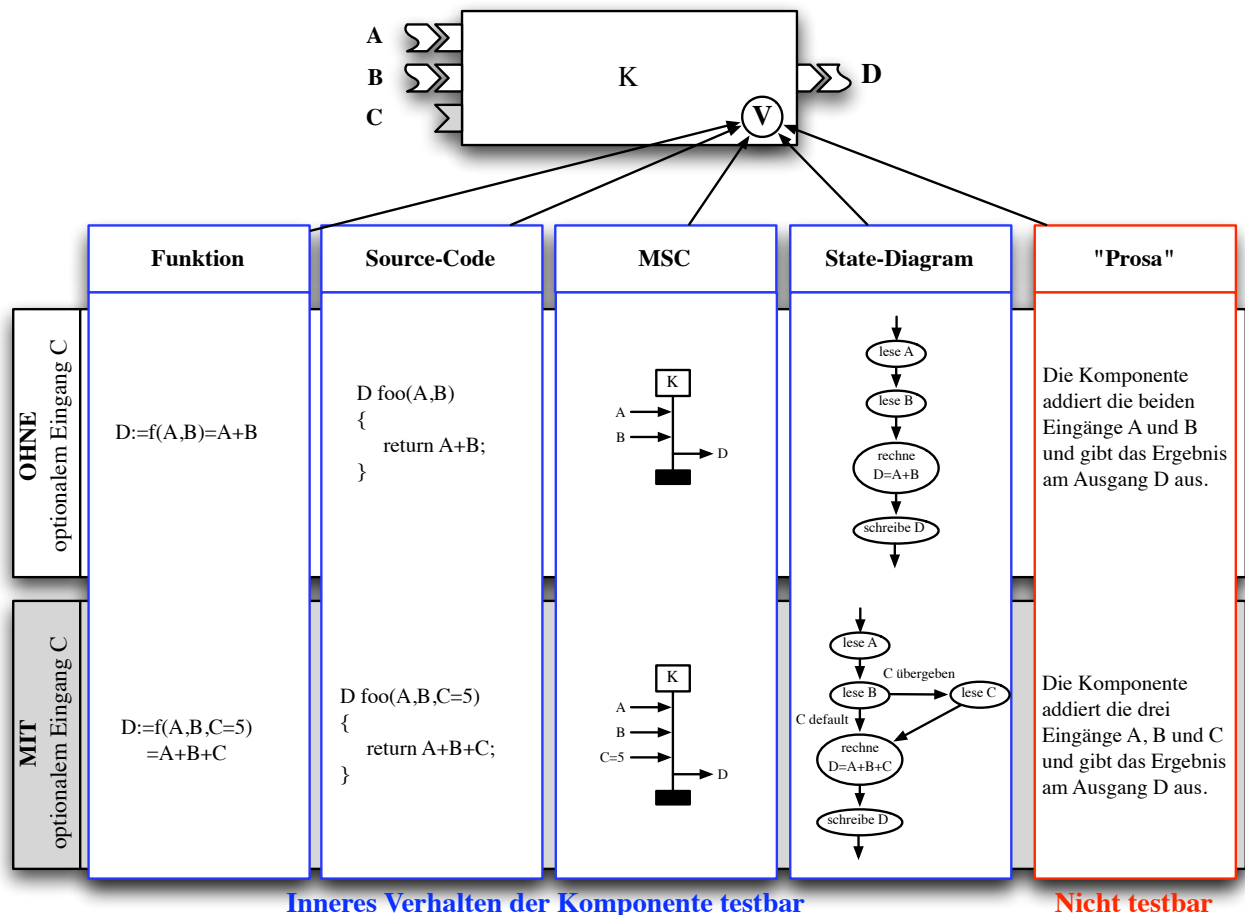 A
B
C
K
D
V
Funktion
Source-Code
MSC
State-Diagram
"Prosa"
OHNE
optionalem Eingang C
D:=f(A,B)=A+B
D foo(A,B)
{
return A+B;
}
K
A
B
D
lese A
lese B
rechne
D=A+B
schreibe D
Die Komponente
addiert die beiden
Eingänge A und B
und gibt das Ergebnis
am Ausgang D aus.
MIT
optionalem Eingang C
D:=f(A,B,C=5)
=A+B+C
D foo(A,B,C=5)
{
return A+B+C;
}
K
A
B
C=5
D
lese A
C übergeben
lese B
lese C
C default
rechne
D=A+B+C
schreibe D
Die Komponente
addiert die drei
Eingänge A, B und C
und gibt das Ergebnis
am Ausgang D aus.
Inneres Verhalten der Komponente testbar
Nicht testbar